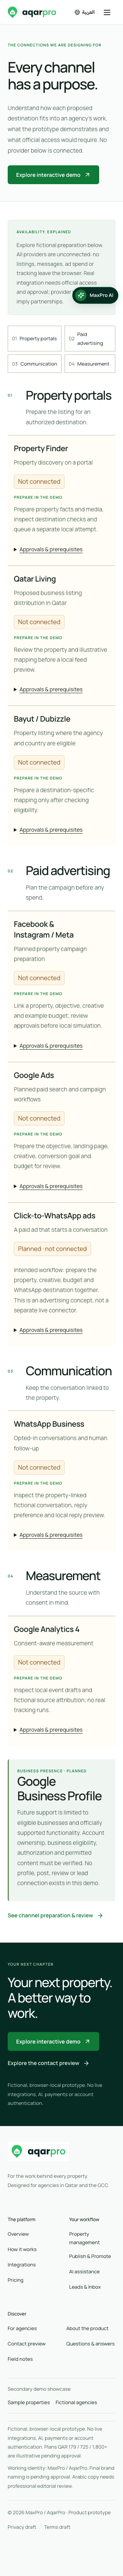 aqarpro
العربية
THE CONNECTIONS WE ARE DESIGNING FOR
Every channel
has a purpose.
Understand how each proposed
destination fits into an agency's work,
what the prototype demonstrates and
what official access would require. No
provider below is connected.
Explore interactive demo
AVAILABILITY, EXPLAINED
Explore fictional preparation below.
All providers are unconnected: no
listings, messages, ad spend or
tracking leave the browser. Real
integration needs official access and
approved provider
imply partnerships.
MaxPro AI
01 Property portals
02 Paid
advertising
03 Communication
04 Measurement
01
Property portals
Prepare the listing for an
authorized destination.
Property Finder
Property discovery on a portal
Not connected
PREPARE IN THE DEMO
Prepare property facts and media,
inspect destination checks and
queue a separate local attempt.
Approvals & prerequisites
Qatar Living
Proposed business listing
distribution in Qatar
Not connected
PREPARE IN THE DEMO
Review the property and illustrative
mapping before a local feed
preview.
Approvals & prerequisites
Bayut / Dubizzle
Property listing where the agency
and country are eligible
Not connected
PREPARE IN THE DEMO
Prepare a destination-specific
mapping only after checking
eligibility.
Approvals & prerequisites
02
Paid advertising
Plan the campaign before any
spend.
Facebook &
Instagram / Meta
Planned property campaign
preparation
Not connected
PREPARE IN THE DEMO
Link a property, objective, creative
and example budget; review
approvals before local simulation.
Approvals & prerequisites
Google Ads
Planned paid search and campaign
workflows
Not connected
PREPARE IN THE DEMO
Prepare the objective, landing page,
creative, conversion goal and
budget for review.
Approvals & prerequisites
Click-to-WhatsApp ads
A paid ad that starts a conversation
Planned · not connected
Intended workflow: prepare the
property, creative, budget and
WhatsApp destination together.
This is an advertising concept, not a
separate live connector.
Approvals & prerequisites
03
Communication
Keep the conversation linked to
the property.
WhatsApp Business
Opted-in conversations and human
follow-up
Not connected
PREPARE IN THE DEMO
Inspect the property-linked
fictional conversation, reply
preference and local reply preview.
Approvals & prerequisites
04
Measurement
Understand the source with
consent in mind.
Google Analytics 4
Consent-aware measurement
Not connected
PREPARE IN THE DEMO
Inspect local event drafts and
fictional source attribution; no real
tracking runs.
Approvals & prerequisites
BUSINESS PRESENCE · PLANNED
Google
Business Profile
Future support is limited to
eligible businesses and officially
supported functionality. Account
ownership, business eligibility,
authorization and permitted
content must be verified. No
profile, post, review or lead
connection exists in this demo.
See channel preparation & review
YOUR NEXT CHAPTER
Your next property.
A better way to
work.
Explore interactive demo
Explore the contact preview
Fictional, browser-local prototype. No live
integrations, AI, payments or account
authentication.
aqarpro
For the work behind every property.
Designed for agencies in Qatar and the GCC.
The platform
Overview
How it works
Integrations
Pricing
Your workflow
Property
management
Publish & Promote
AI assistance
Leads & Inbox
Discover
For agencies
About the product
Contact preview
Questions & answers
Field notes
Secondary demo showcase
Sample properties
Fictional agencies
Fictional, browser-local prototype. No live
integrations, AI, payments or account
authentication. Plans QAR 179 / 725 / 1,800+
are illustrative pending approval.
Working identity: MaxPro / AqarPro. Final brand
naming is pending approval. Arabic copy needs
professional editorial review.
© 2026 MaxPro / AqarPro · Product prototype
Privacy draft
Terms draft